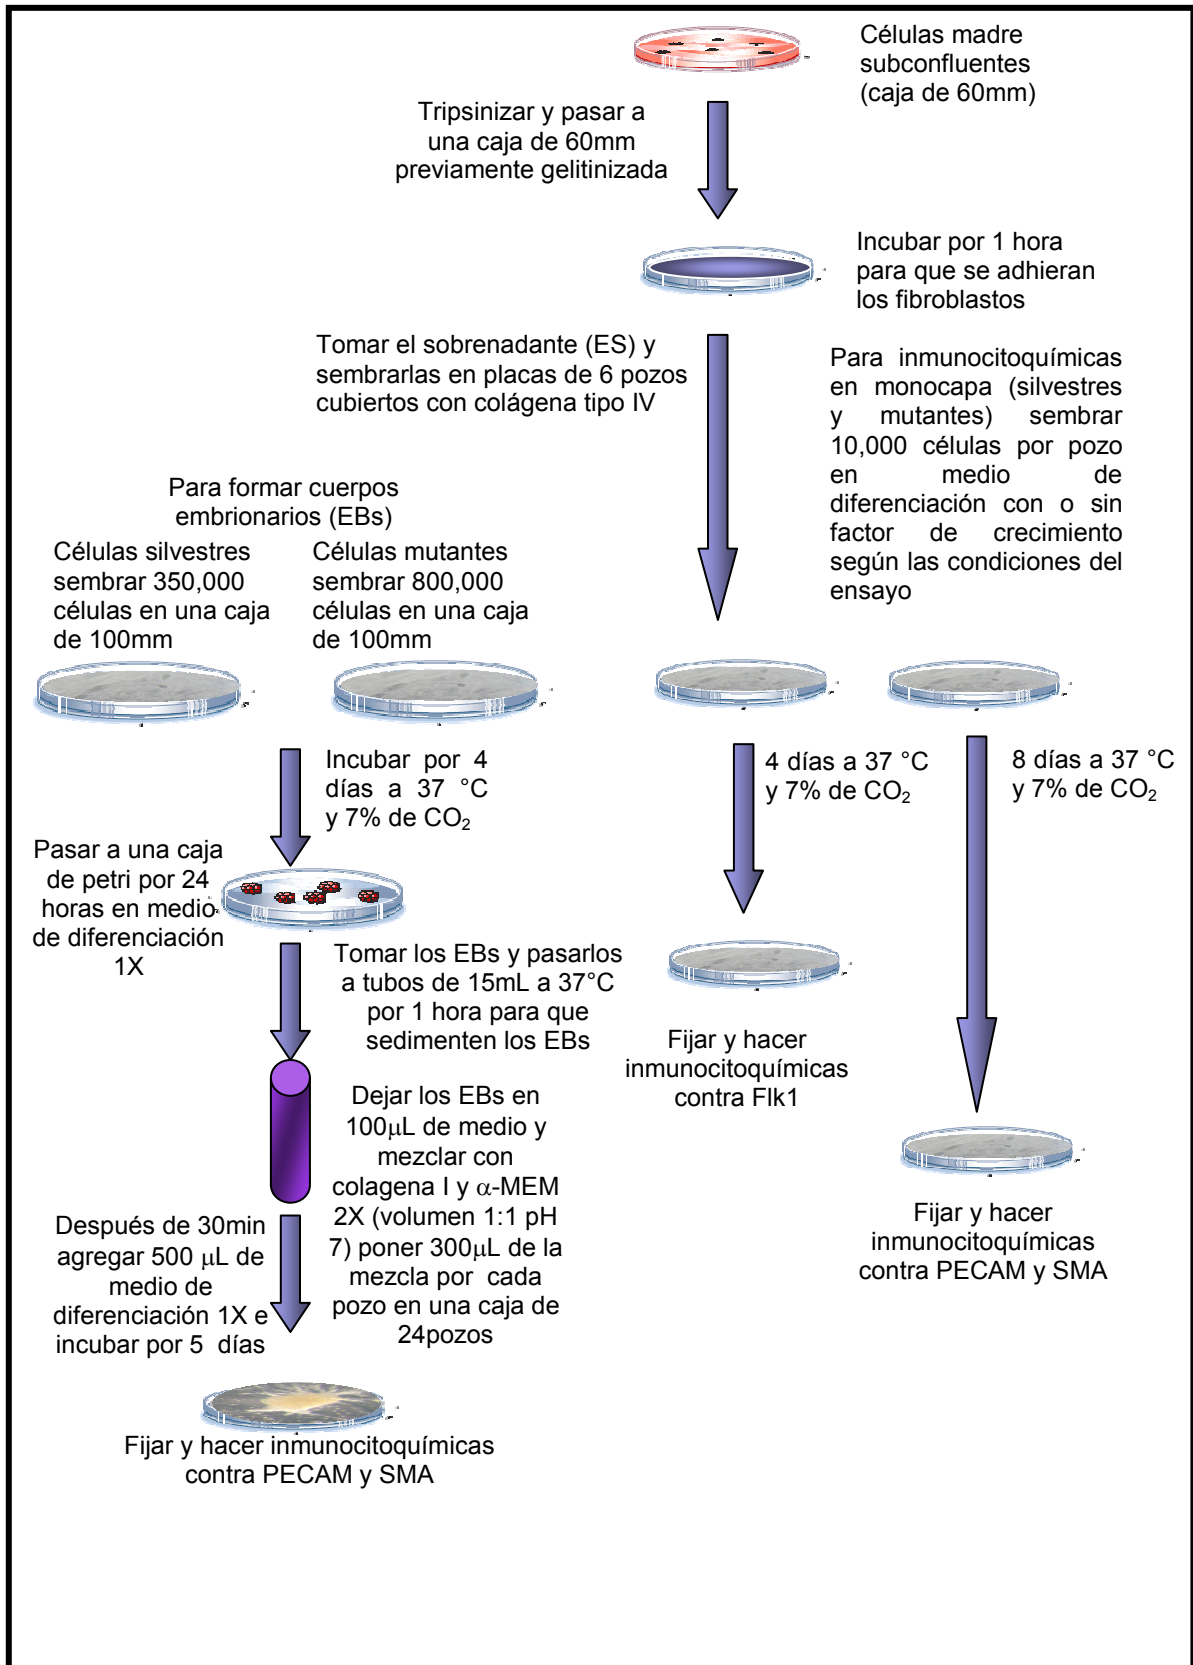 Células madre
subconfluentes
(caja de 60mm)
Tripsinizar y pasar a
una caja de 60mm
previamente gelitinizada
Incubar por 1 hora
para que se adhieran
los fibroblastos
Tomar el sobrenadante (ES) y
sembrarlas en placas de 6 pozos
cubiertos con colágena tipo IV
Para inmunocitoquímicas
en monocapa (silvestres
y mutantes) sembrar
10,000 células por pozo
en medio de
diferenciación con o sin
factor de crecimiento
según las condiciones del
ensayo
Para formar cuerpos
embrionarios (EBs)
Células silvestres
sembrar 350,000
células en una caja
de 100mm
Células mutantes
sembrar 800,000
células en una caja
de 100mm
Incubar por 4
días a 37 °C
y 7% de CO₂
4 días a 37 °C
y 7% de CO₂
8 días a 37 °C
y 7% de CO₂
Pasar a una caja
de petri por 24
horas en medio
de diferenciación
1X
Tomar los EBs y pasarlos
a tubos de 15mL a 37°C
por 1 hora para que
sedimenten los EBs
Fijar y hacer
inmunocitoquímicas
contra Flk1
Dejar los EBs en
100μL de medio y
mezclar con
colagena I y α-MEM
2X (volumen 1:1 pH
7) poner 300μL de la
mezcla por cada
pozo en una caja de
24pozos
Después de 30min
agregar 500 μL de
medio de
diferenciación 1X e
incubar por 5 días
Fijar y hacer
inmunocitoquímicas
contra PECAM y SMA
Fijar y hacer inmunocitoquímicas
contra PECAM y SMA